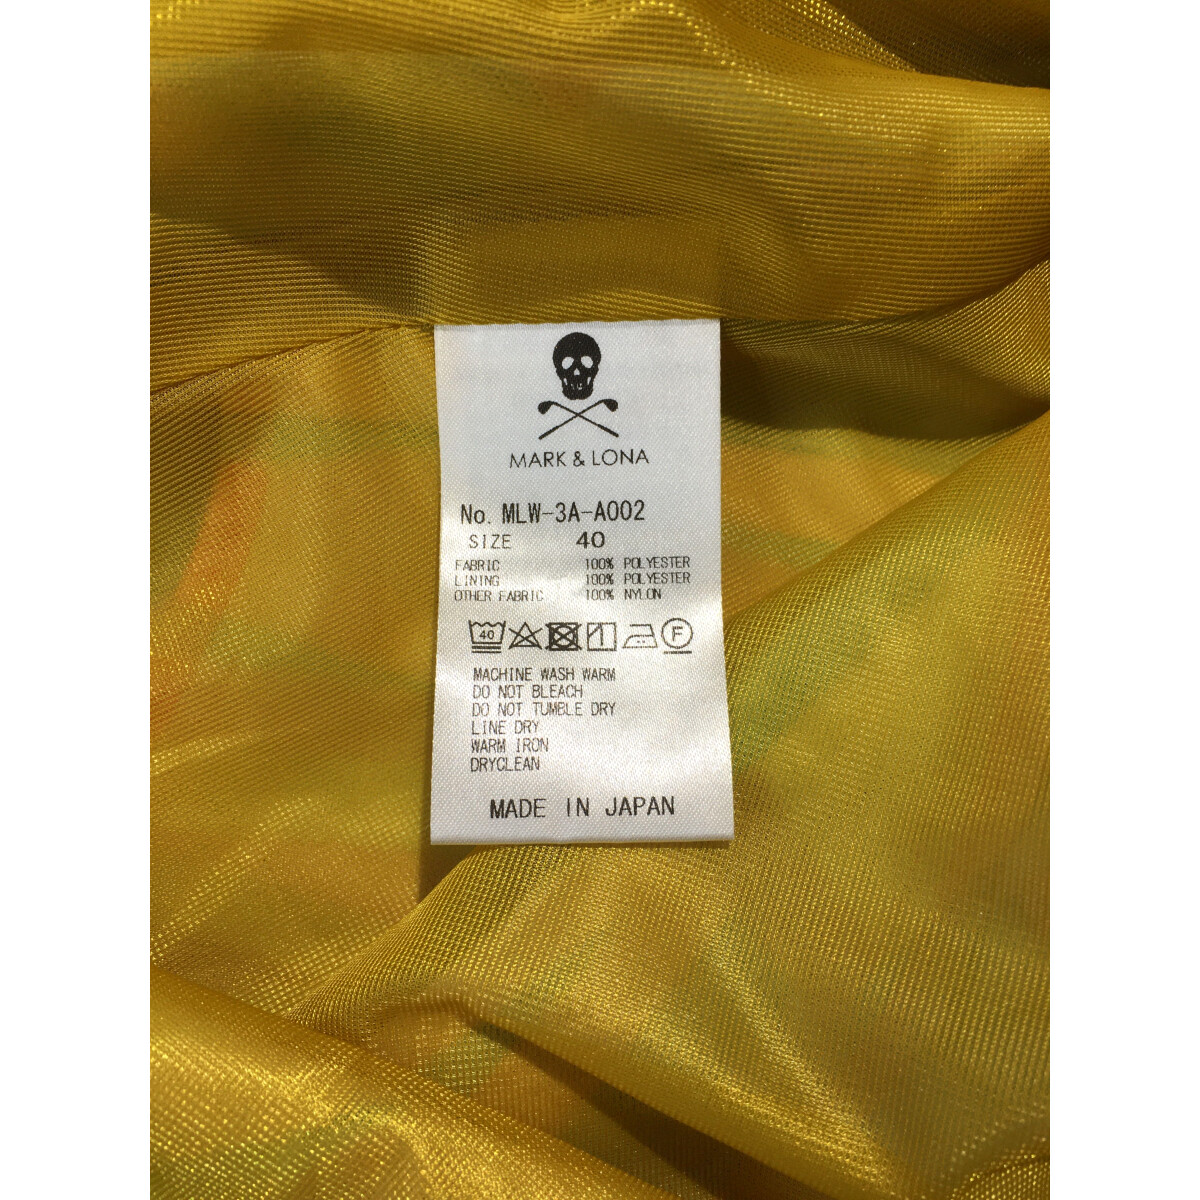 MARK & LONA
No. MLW-3A-A002
SIZE 40
FABRIC 100% POLYESTER
LINING 100% POLYESTER
OTHER FABRIC 100% NYLON
40 F
MACHINE WASH WARM
DO NOT BLEACH
DO NOT TUMBLE DRY
LINE DRY
WARM IRON
DRYCLEAN
MADE IN JAPAN